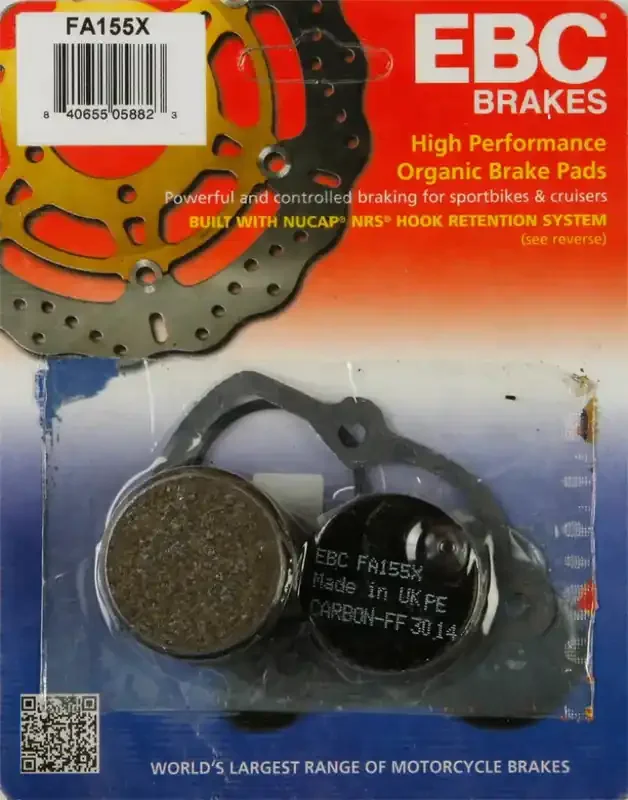 FA155X
8 40655 05882 3
EBC
BRAKES
High Performance
Organic Brake Pads
Powerful and controlled braking for sportbikes & cruisers
BUILT WITH NUCAP® NRS® HOOK RETENTION SYSTEM
(see reverse)
EBC FA155X
Made in UK PE
CARBON-FF 3014
WORLD'S LARGEST RANGE OF MOTORCYCLE BRAKES